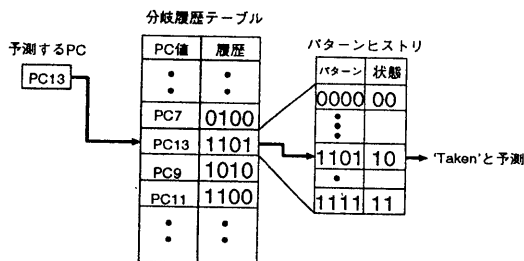 分岐履歴テーブル
予測するPC
PC13
PC値 履歴
PC7 0100
PC13 1101
PC9 1010
PC11 1100
パターンヒストリ
パターン 状態
0000 00
1101 10
1111 11
'Taken'と予測